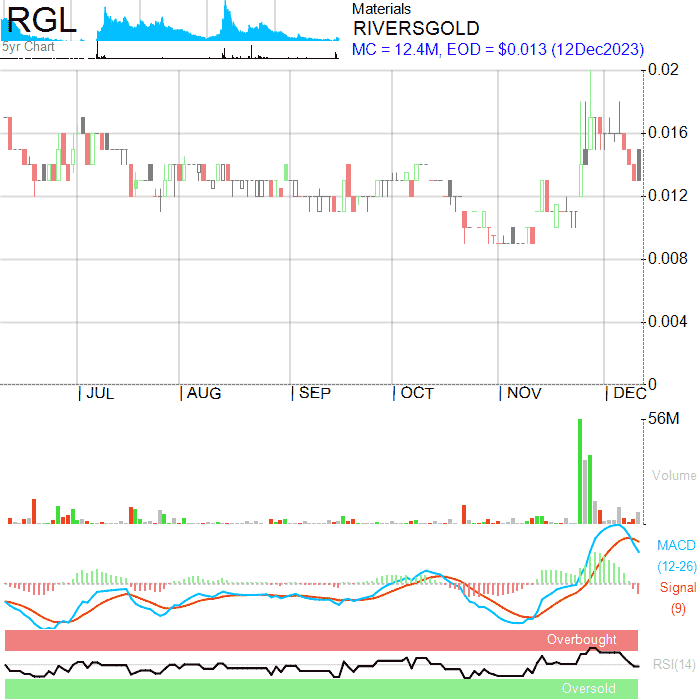 RGL
5yr Chart
Materials
RIVERSGOLD
MC = 12.4M, EOD = $0.013 (12Dec2023)
0.02
0.016
0.012
0.008
0.004
0
JUL AUG SEP OCT NOV DEC
56M
Volume
MACD
(12-26)
Signal
(9)
Overbought
RSI(14)
Oversold